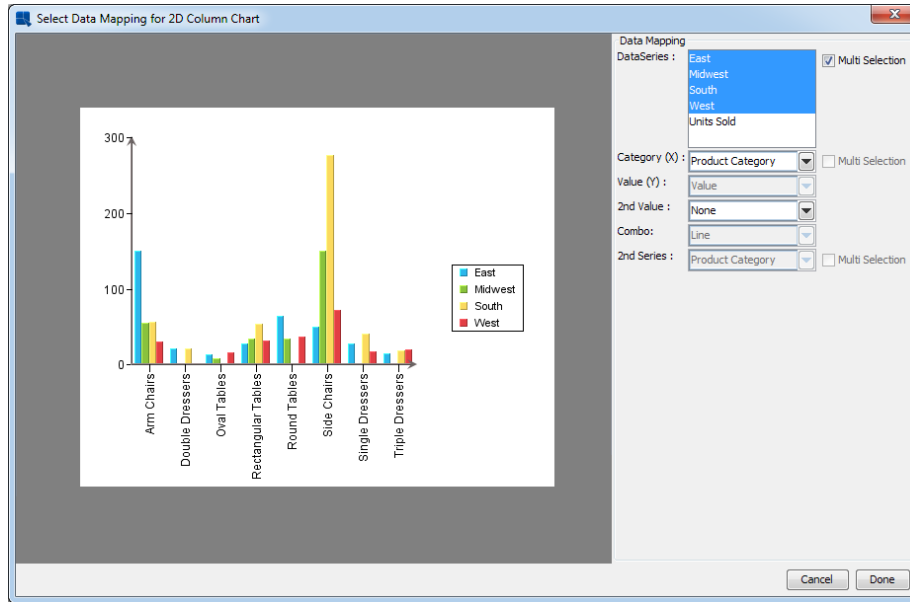 Select Data Mapping for 2D Column Chart
300
200
100
0
Arm Chairs
Double Dressers
Oval Tables
Rectangular Tables
Round Tables
Side Chairs
Single Dressers
Triple Dressers
East
Midwest
South
West
Data Mapping
DataSeries :
East
Midwest
South
West
Units Sold
Multi Selection
Category (X) : Product Category Multi Selection
Value (Y) : Value
2nd Value : None
Combo: Line
2nd Series : Product Category Multi Selection
Cancel Done